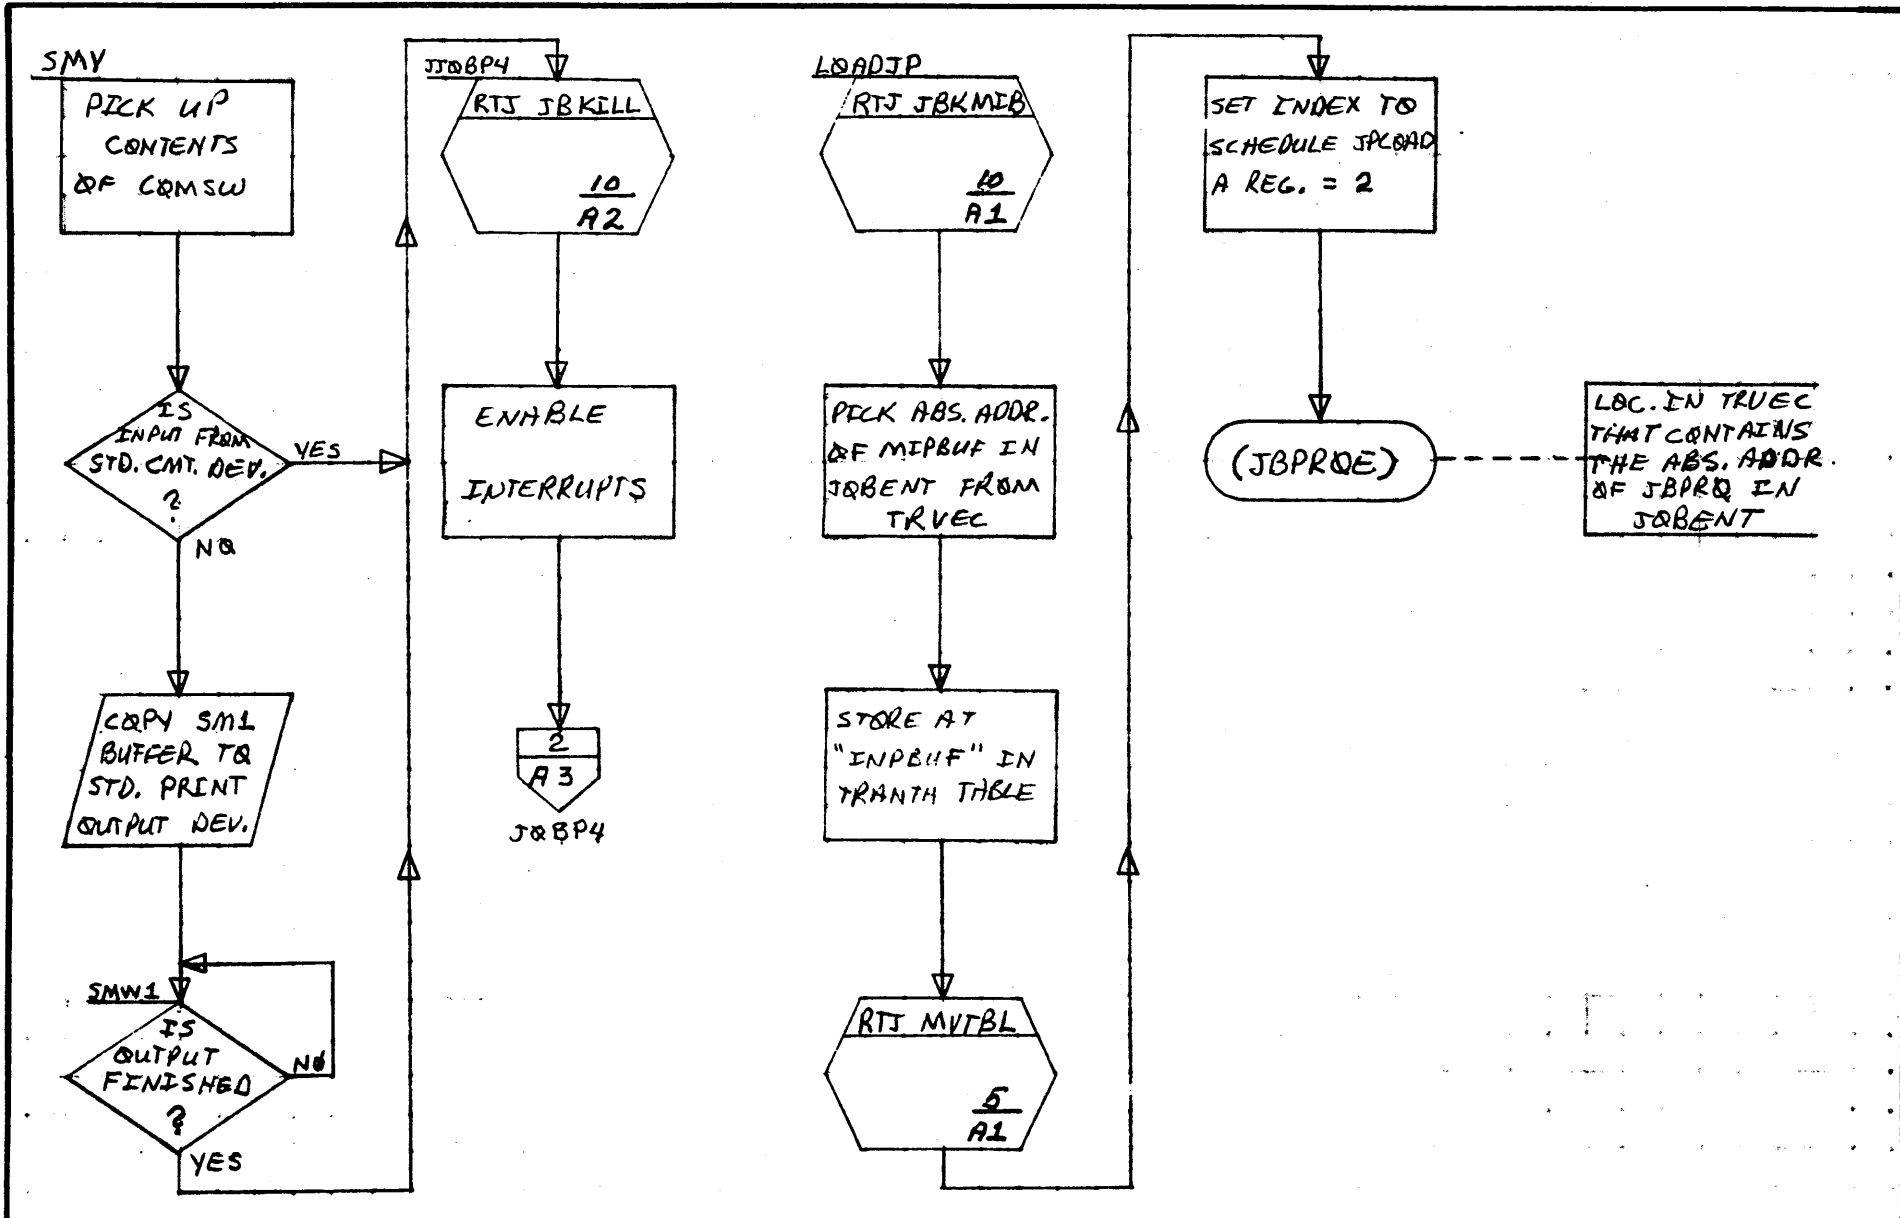 SMV
PICK UP
CONTENTS
OF COMSW
IS
INPUT FROM
STD. CMT. DEV.
?
YES
NO
COPY SM1
BUFFER TO
STD. PRINT
OUTPUT DEV.
SMW1
IS
OUTPUT
FINISHED
?
NO
YES
JJOBP4
RTJ JBKILL
10
A2
ENABLE
INTERRUPTS
2
A3
JOBP4
LOADJP
RTJ JBKMIB
10
A1
PICK ABS. ADDR.
OF MIPBUF IN
JOBENT FROM
TRVEC
STORE AT
"INPBUF" IN
TRANTH TABLE
RTJ MVTBL
5
A1
SET INDEX TO
SCHEDULE JPLOAD
A REG. = 2
(JBPROE)
LOC. IN TRVEC
THAT CONTAINS
THE ABS. ADDR.
OF JBPRO IN
JOBENT